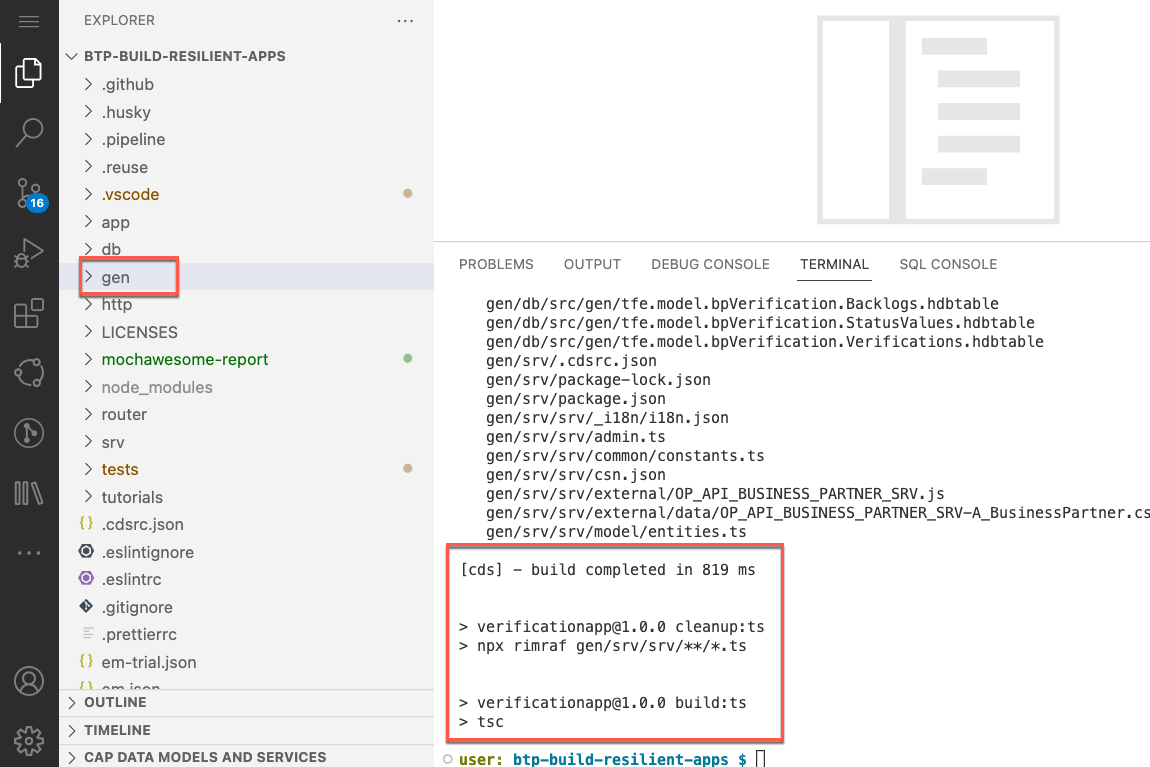 EXPLORER
BTP-BUILD-RESILIENT-APPS
.github
.husky
.pipeline
.reuse
.vscode
16
app
db
gen
http
LICENSES
mochawesome-report
node_modules
router
srv
tests
tutorials
{} .cdsrc.json
.eslintignore
.eslintrc
.gitignore
.prettierrc
{} em-trial.json
{} em.json
OUTLINE
TIMELINE
CAP DATA MODELS AND SERVICES
PROBLEMS OUTPUT DEBUG CONSOLE TERMINAL SQL CONSOLE
gen/db/src/gen/tfe.model.bpVerification.Backlogs.hdbtable
gen/db/src/gen/tfe.model.bpVerification.StatusValues.hdbtable
gen/db/src/gen/tfe.model.bpVerification.Verifications.hdbtable
gen/srv/.cdsrc.json
gen/srv/package-lock.json
gen/srv/package.json
gen/srv/srv/_i18n/i18n.json
gen/srv/srv/admin.ts
gen/srv/srv/common/constants.ts
gen/srv/srv/csn.json
gen/srv/srv/external/OP_API_BUSINESS_PARTNER_SRV.js
gen/srv/srv/external/data/OP_API_BUSINESS_PARTNER_SRV-A_BusinessPartner.cs
gen/srv/srv/model/entities.ts
[cds] - build completed in 819 ms
> verificationapp@1.0.0 cleanup:ts
> npx rimraf gen/srv/srv/**/*.ts
> verificationapp@1.0.0 build:ts
> tsc
user: btp-build-resilient-apps $